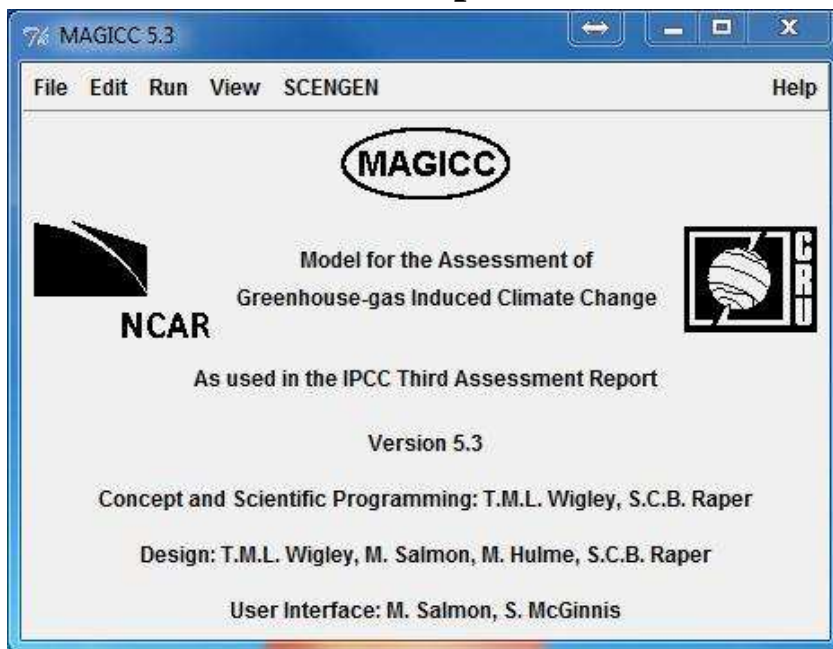 MAGICC 5.3
File Edit Run View SCENGEN Help
MAGICC
Model for the Assessment of
Greenhouse-gas Induced Climate Change
NCAR
CRU
As used in the IPCC Third Assessment Report
Version 5.3
Concept and Scientific Programming: T.M.L. Wigley, S.C.B. Raper
Design: T.M.L. Wigley, M. Salmon, M. Hulme, S.C.B. Raper
User Interface: M. Salmon, S. McGinnis